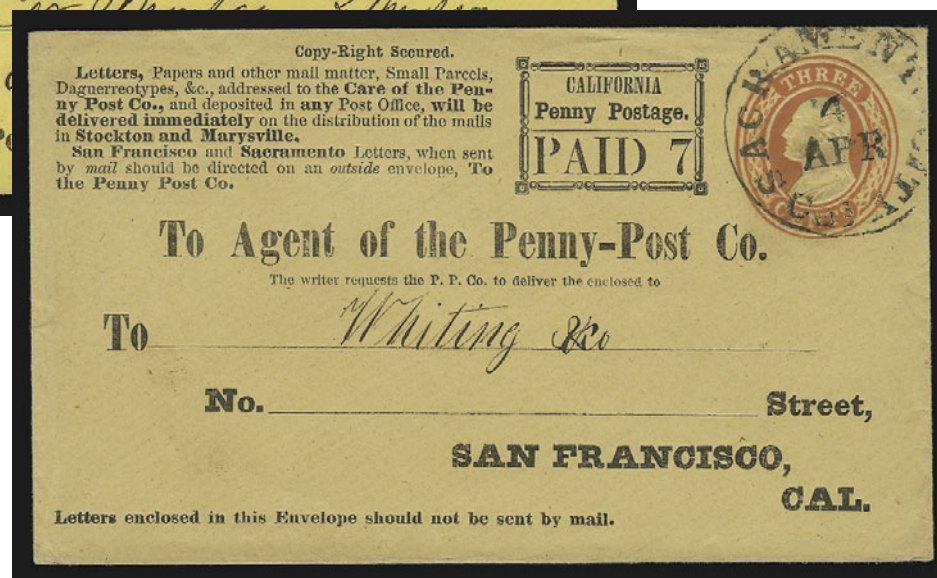 Copy-Right Secured.
Letters, Papers and other mail matter, Small Parcels,
Daguerreotypes, &c., addressed to the Care of the Pen-
ny Post Co., and deposited in any Post Office, will be
delivered immediately on the distribution of the mails
in Stockton and Marysville.
San Francisco and Sacramento Letters, when sent
by mail should be directed on an outside envelope, To
the Penny Post Co.
CALIFORNIA
Penny Postage.
PAID 7
SACRAMENTO CITY
THREE
4
APR
To Agent of the Penny-Post Co.
The writer requests the P. P. Co. to deliver the enclosed to
To Whiting &co
No. Street,
SAN FRANCISCO,
CAL.
Letters enclosed in this Envelope should not be sent by mail.